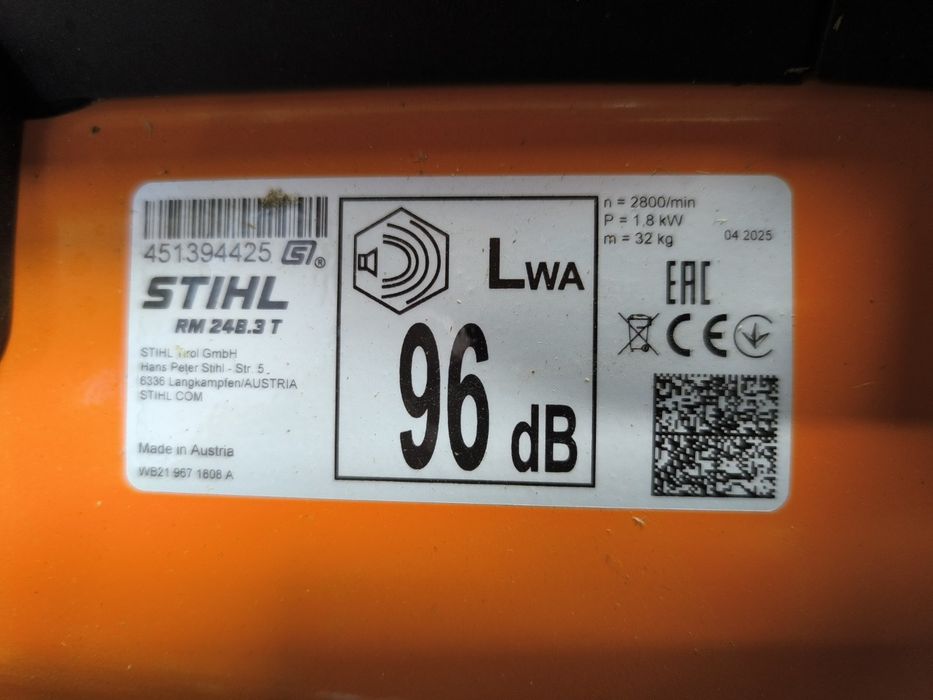 451394425
STIHL
RM 248.3 T
STIHL Tirol GmbH
Hans Peter Stihl - Str. 5
6336 Langkampfen/AUSTRIA
STIHL.COM
Made in Austria
WB21 967 1808 A
LWA
96 dB
n = 2800/min
P = 1,8 kW
m = 32 kg
04 2025
EAC
CE